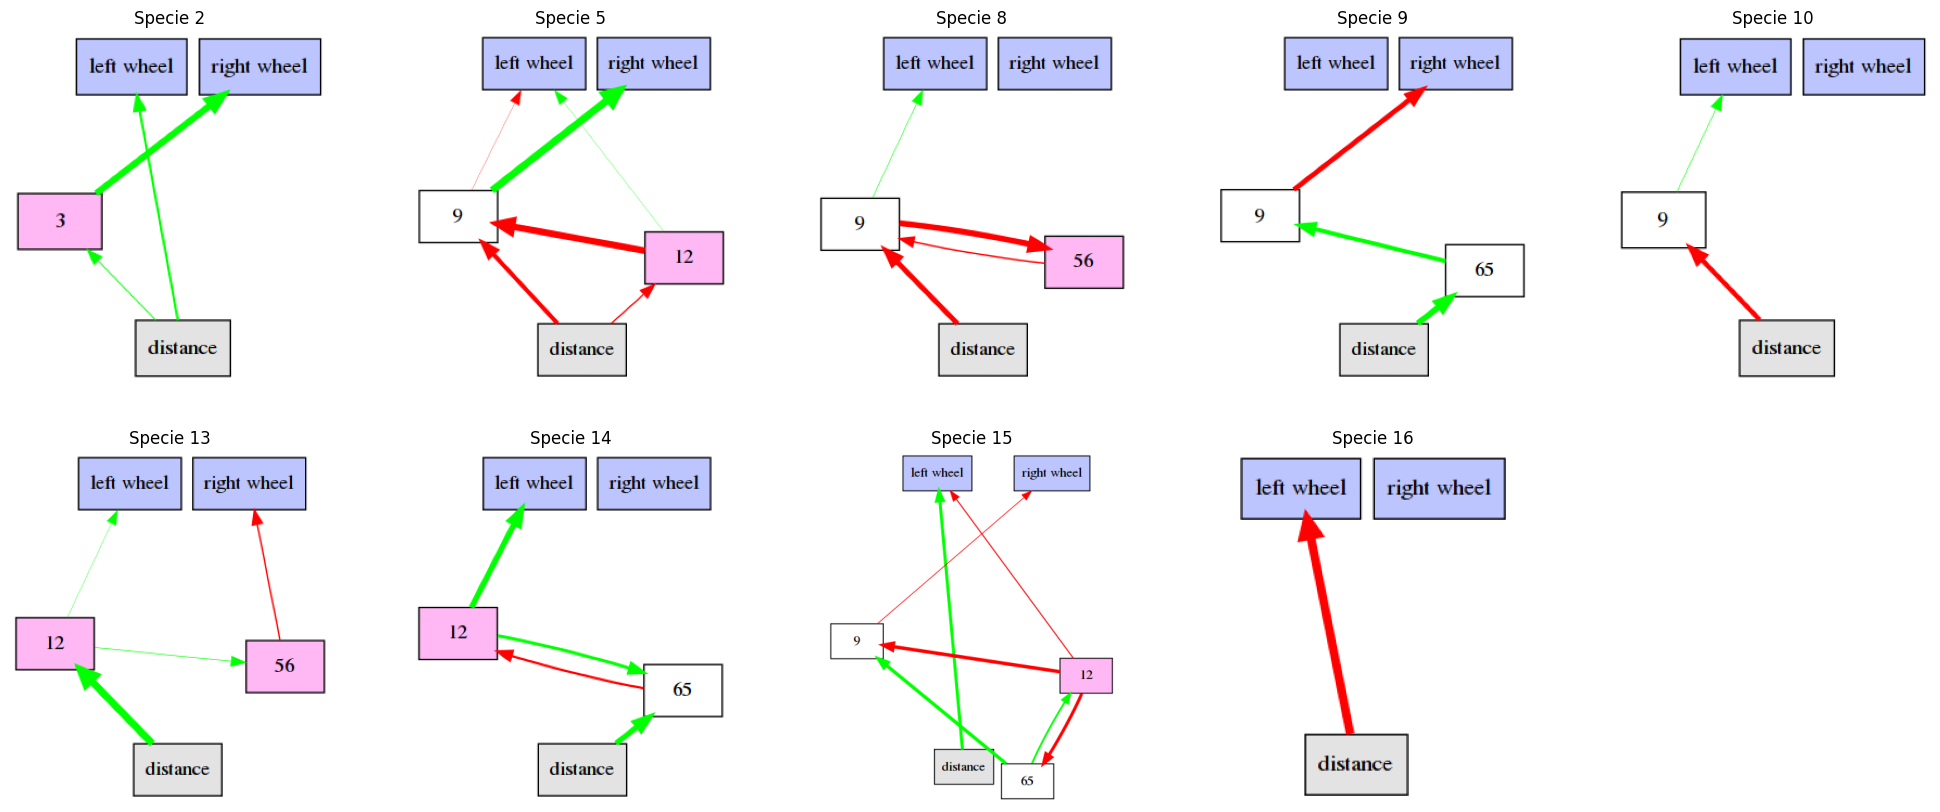 Specie 2
left wheel
right wheel
3
distance
Specie 5
left wheel
right wheel
9
12
distance
Specie 8
left wheel
right wheel
9
56
distance
Specie 9
left wheel
right wheel
9
65
distance
Specie 10
left wheel
right wheel
9
distance
Specie 13
left wheel
right wheel
12
56
distance
Specie 14
left wheel
right wheel
12
65
distance
Specie 15
left wheel
right wheel
9
12
distance
65
Specie 16
left wheel
right wheel
distance